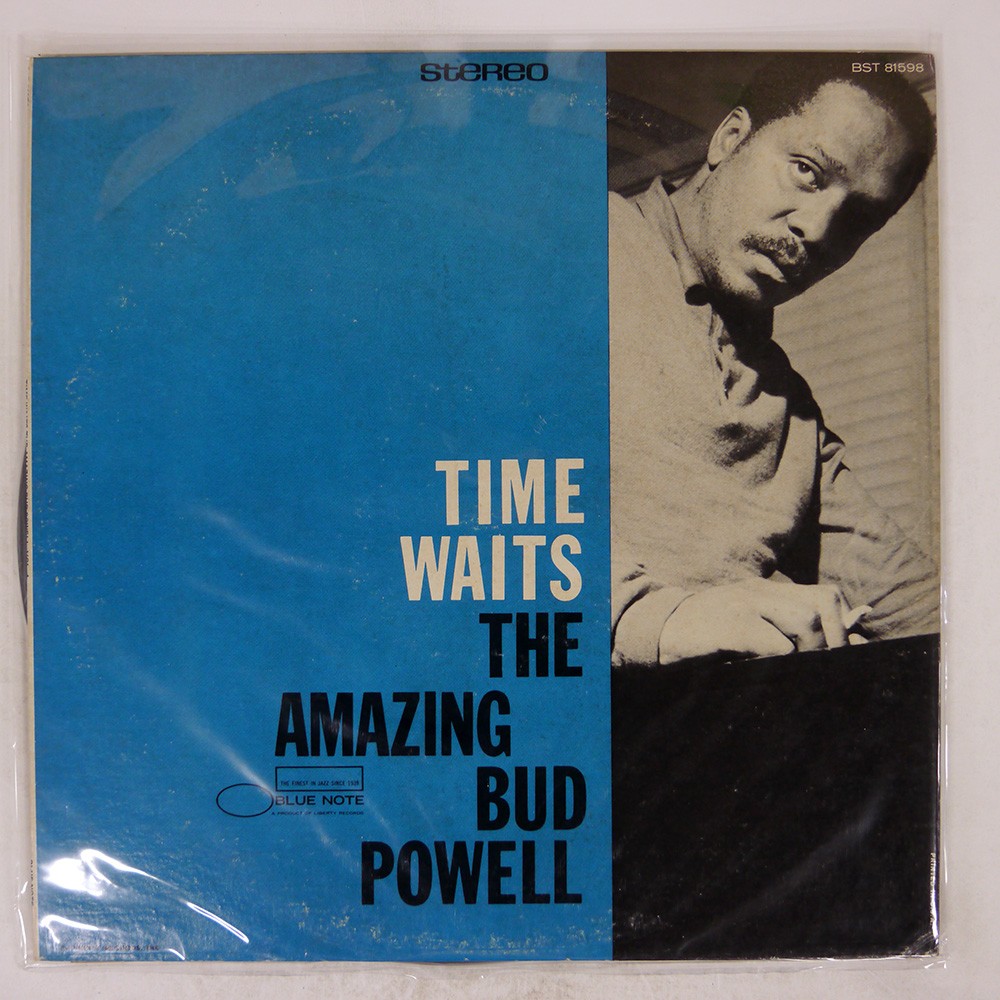 STEREO
BST 81598
TIME
WAITS
THE
AMAZING
BUD
POWELL
THE FINEST IN JAZZ SINCE 1939
BLUE NOTE
A PRODUCT OF LIBERTY RECORDS